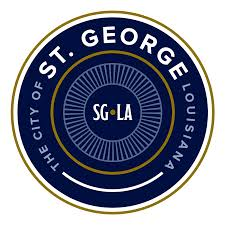 THE CITY OF
ST. GEORGE
LOUISIANA
SG•LA